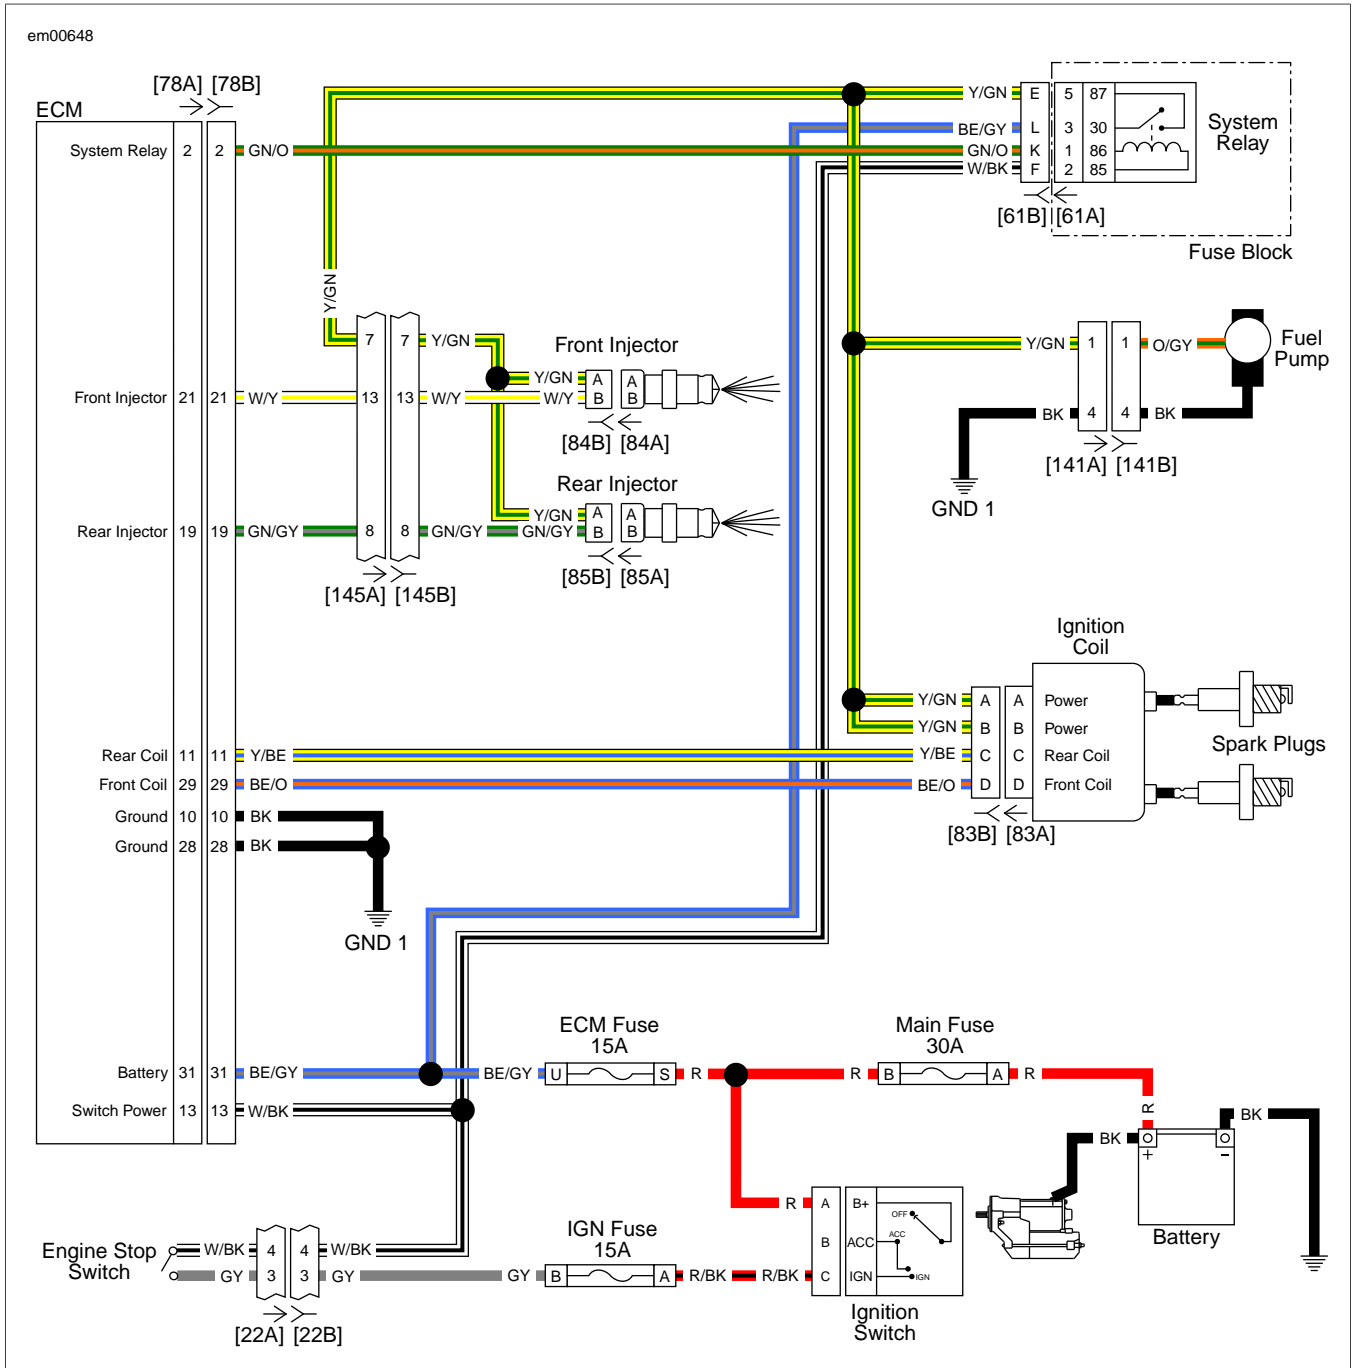 em00648
[78A] [78B]
ECM
System Relay 2 2 GN/O GN/O K 1 86
Y/GN E 5 87
BE/GY L 3 30
W/BK F 2 85
System
Relay
[61B] [61A]
Fuse Block
Y/GN
7 7 Y/GN
Front Injector
Y/GN A A
Front Injector 21 21 W/Y 13 13 W/Y W/Y B B
[84B] [84A]
Y/GN 1 1 O/GY
Fuel
Pump
BK 4 4 BK
[141A] [141B]
GND 1
Rear Injector
Y/GN A A
Rear Injector 19 19 GN/GY 8 8 GN/GY GN/GY B B
[85B] [85A]
[145A] [145B]
Ignition
Coil
Y/GN A A Power
Y/GN B B Power
Rear Coil 11 11 Y/BE Y/BE C C Rear Coil
Front Coil 29 29 BE/O BE/O D D Front Coil
Spark Plugs
[83B] [83A]
Ground 10 10 BK
Ground 28 28 BK
GND 1
ECM Fuse
15A
Main Fuse
30A
Battery 31 31 BE/GY BE/GY U S R R B A R
Switch Power 13 13 W/BK
R
BK
BK
+ -
Battery
R A B+
OFF
B ACC
ACC
C IGN
IGN
Ignition
Switch
IGN Fuse
15A
Engine Stop
Switch
W/BK 4 4 W/BK
GY 3 3 GY GY B A R/BK R/BK
[22A] [22B]